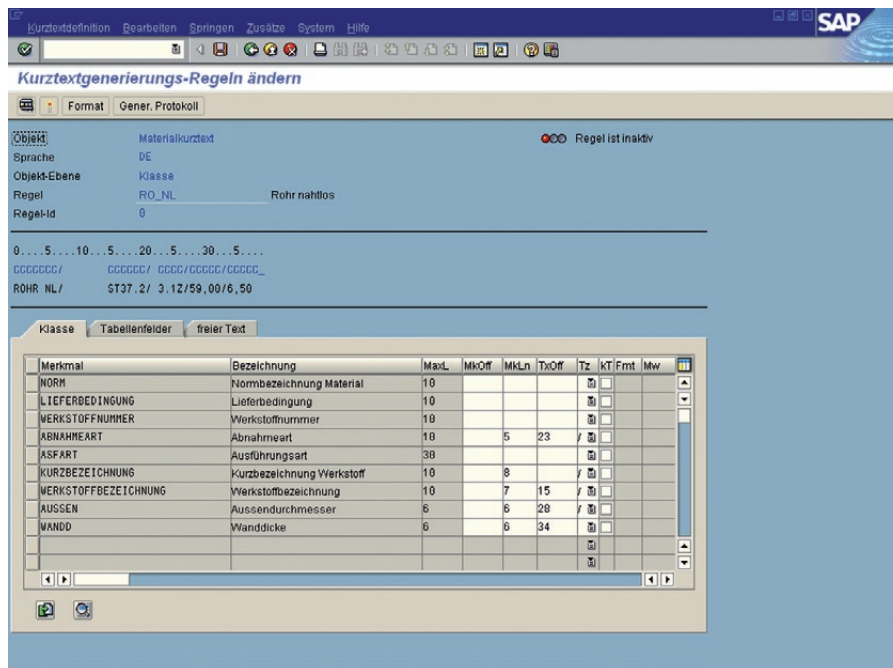 Kurztextdefinition Bearbeiten Springen Zusätze System Hilfe
SAP
Kurztextgenerierungs-Regeln ändern
Format Gener. Protokoll
Objekt Materialkurztext Regel ist inaktiv
Sprache DE
Objekt-Ebene Klasse
Regel RO_NL Rohr nahtlos
Regel-Id 0
0....5....10...5....20...5....30...5....
CCCCCCC/ CCCCCC/ CCCC/CCCCC/CCCCC_
ROHR NL/ ST37.2/ 3.1Z/59,00/6,50
Klasse Tabellenfelder freier Text
Merkmal Bezeichnung MaxL MkOff MkLn TxOff Tz kT Fmt Mw
NORM Normbezeichnung Material 10
LIEFERBEDINGUNG Lieferbedingung 10
WERKSTOFFNUMMER Werkstoffnummer 10
ABNAHMEART Abnahmeart 10 5 23 /
ASFART Ausführungsart 30
KURZBEZEICHNUNG Kurzbezeichnung Werkstoff 10 8 /
WERKSTOFFBEZEICHNUNG Werkstoffbezeichnung 10 7 15 /
AUSSEN Aussendurchmesser 6 6 28 /
WANDD Wanddicke 6 6 34